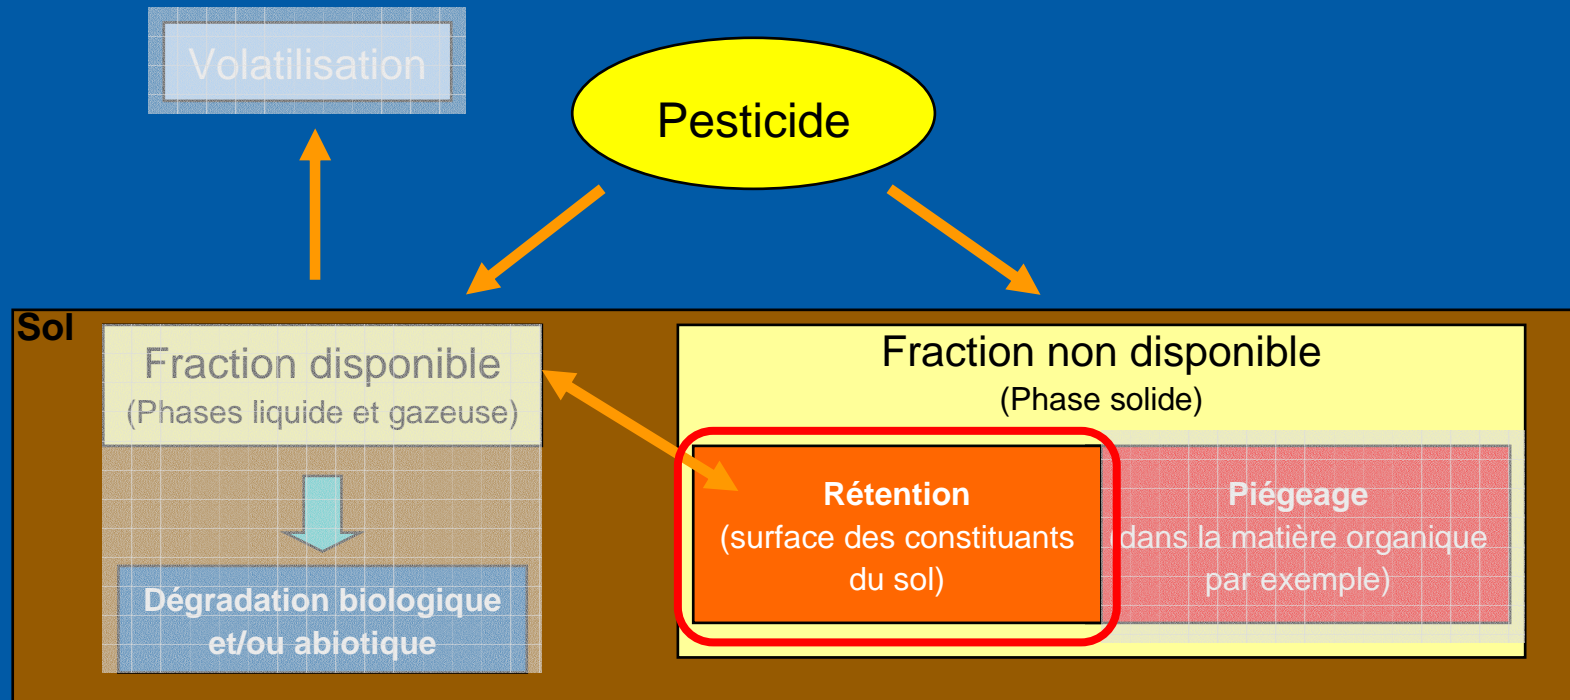 Volatilisation
Pesticide
Sol
Fraction disponible
(Phases liquide et gazeuse)
Dégradation biologique
et/ou abiotique
Fraction non disponible
(Phase solide)
Rétention
(surface des constituants
du sol)
Piégeage
(dans la matière organique
par exemple)